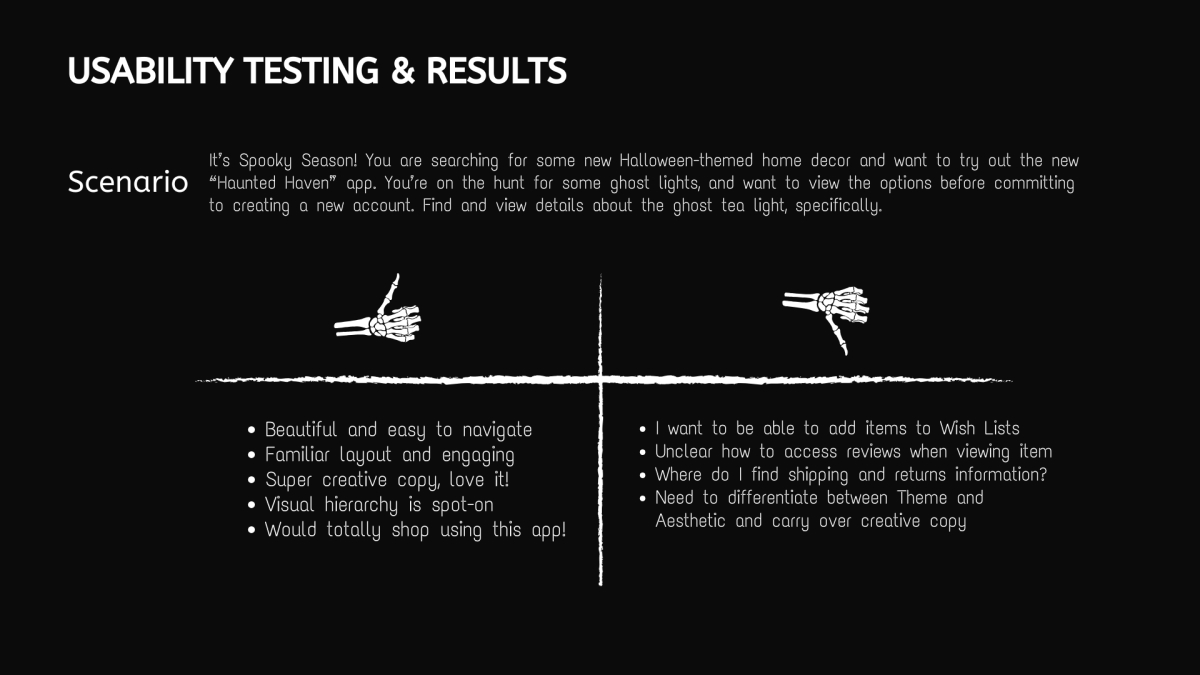 USABILITY TESTING & RESULTS
Scenario
It's Spooky Season! You are searching for some new Halloween-themed home decor and want to try out the new
“Haunted Haven” app. You're on the hunt for some ghost lights, and want to view the options before committing
to creating a new account. Find and view details about the ghost tea light, specifically.
• Beautiful and easy to navigate
• Familiar layout and engaging
• Super creative copy, love it!
• Visual hierarchy is spot-on
• Would totally shop using this app!
• I want to be able to add items to Wish Lists
• Unclear how to access reviews when viewing item
• Where do I find shipping and returns information?
• Need to differentiate between Theme and
Aesthetic and carry over creative copy